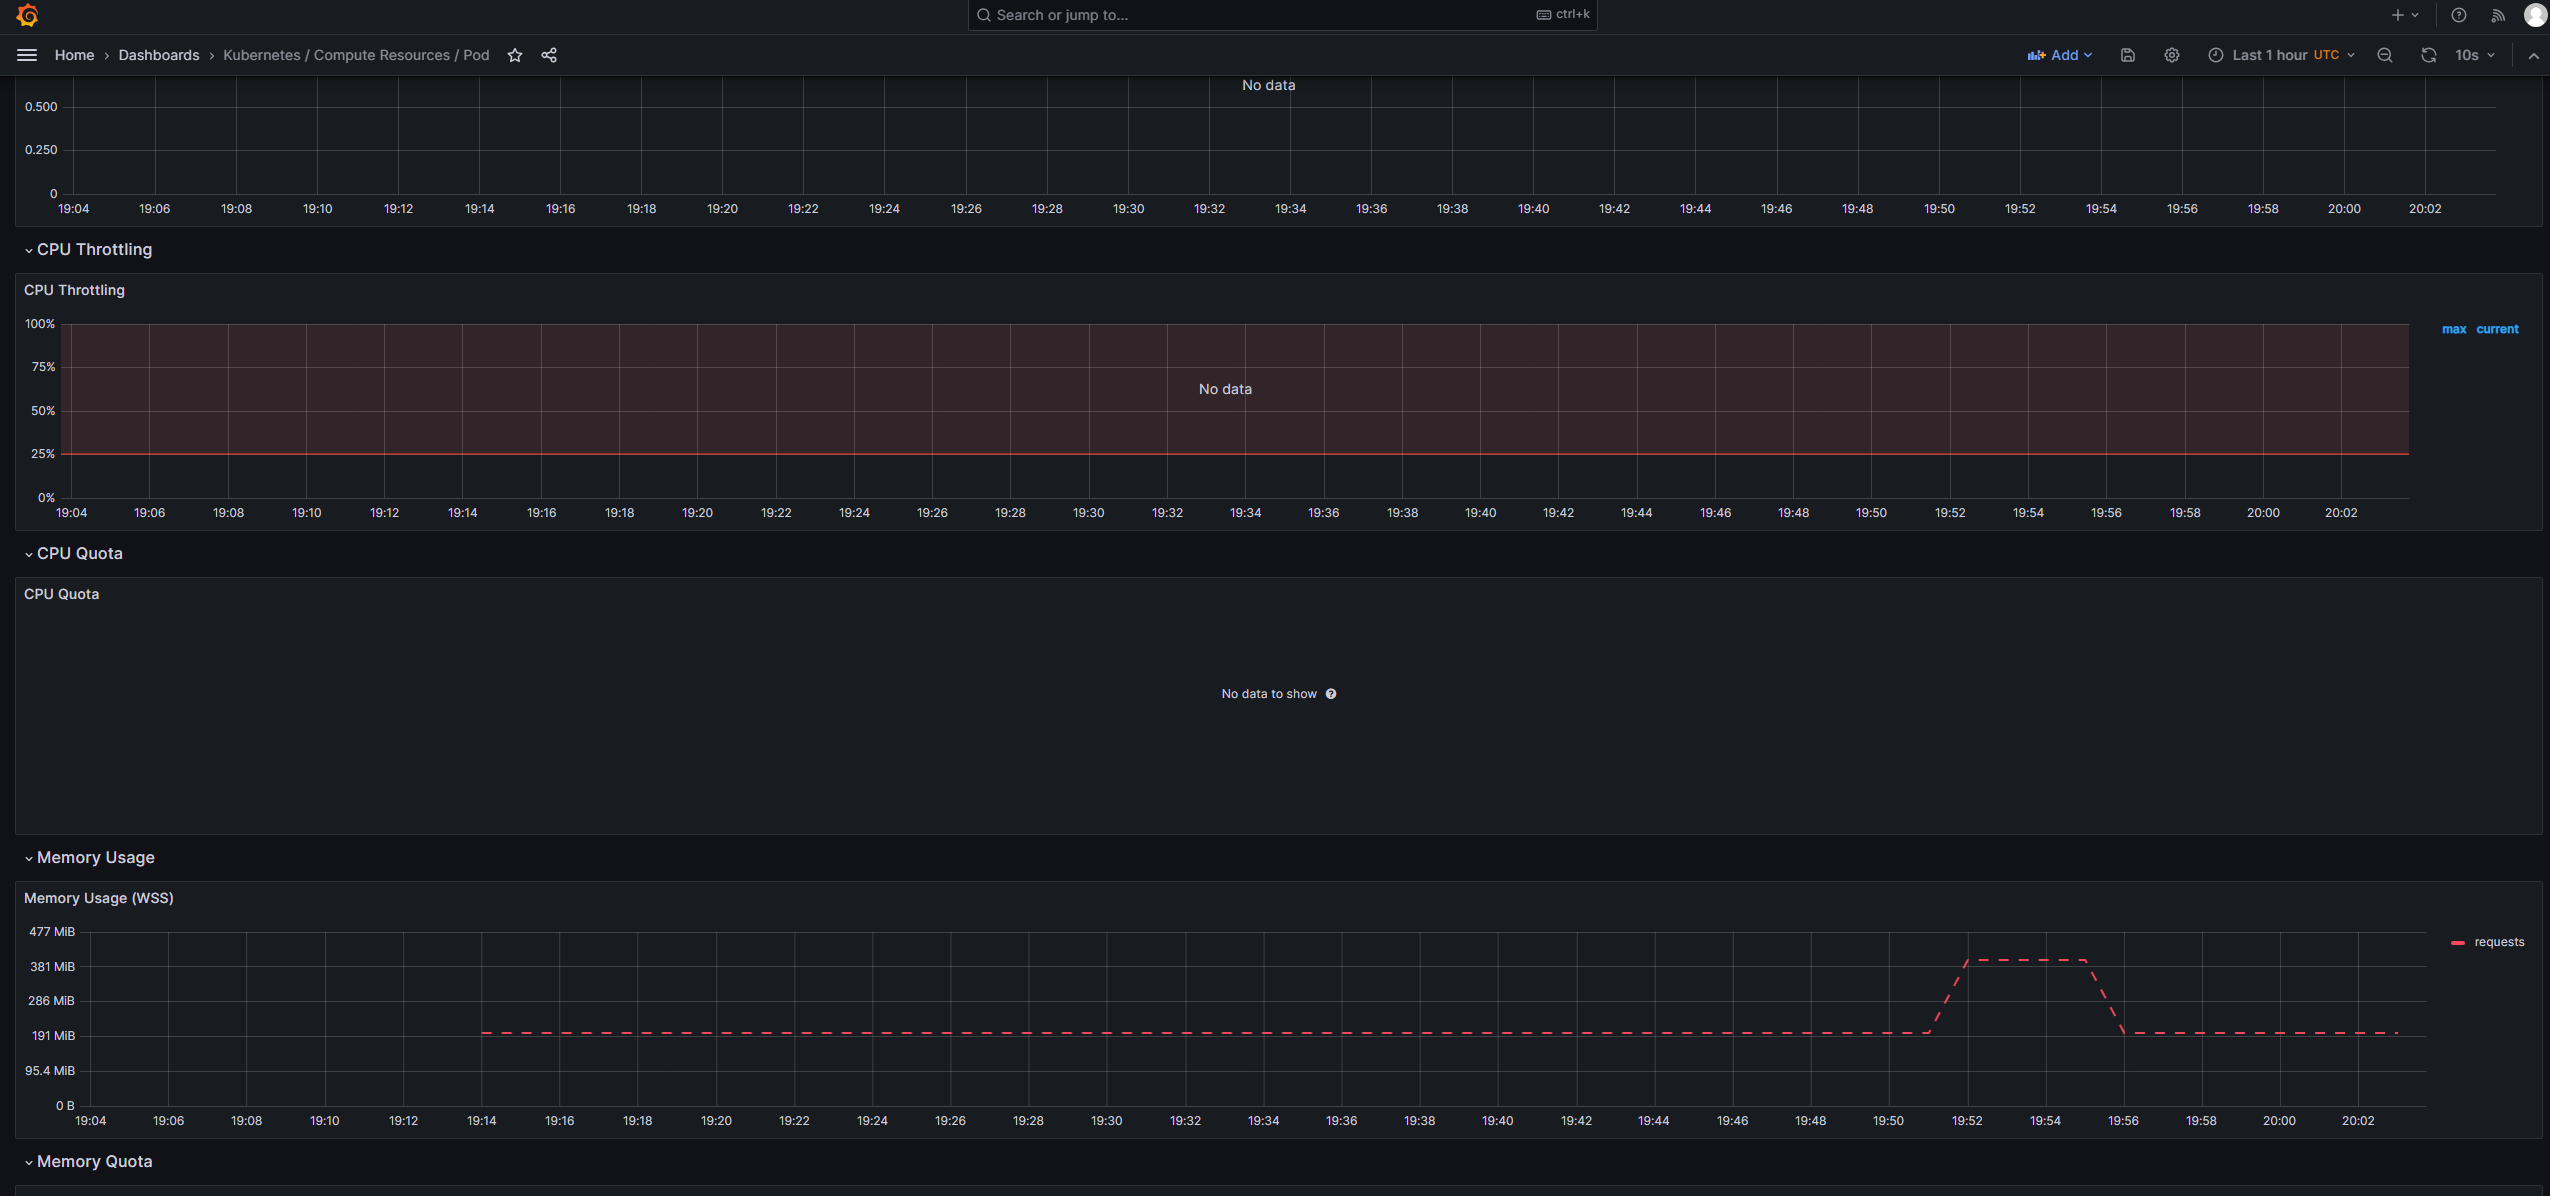 Search or jump to... ctrl+k
Home › Dashboards › Kubernetes / Compute Resources / Pod Add Last 1 hour UTC 10s
No data
0.500
0.250
0
19:04 19:06 19:08 19:10 19:12 19:14 19:16 19:18 19:20 19:22 19:24 19:26 19:28 19:30 19:32 19:34 19:36 19:38 19:40 19:42 19:44 19:46 19:48 19:50 19:52 19:54 19:56 19:58 20:00 20:02
CPU Throttling
CPU Throttling
100%
max current
75%
No data
50%
25%
0%
19:04 19:06 19:08 19:10 19:12 19:14 19:16 19:18 19:20 19:22 19:24 19:26 19:28 19:30 19:32 19:34 19:36 19:38 19:40 19:42 19:44 19:46 19:48 19:50 19:52 19:54 19:56 19:58 20:00 20:02
CPU Quota
CPU Quota
No data to show
Memory Usage
Memory Usage (WSS)
477 MiB
requests
381 MiB
286 MiB
191 MiB
95.4 MiB
0 B
19:04 19:06 19:08 19:10 19:12 19:14 19:16 19:18 19:20 19:22 19:24 19:26 19:28 19:30 19:32 19:34 19:36 19:38 19:40 19:42 19:44 19:46 19:48 19:50 19:52 19:54 19:56 19:58 20:00 20:02
Memory Quota